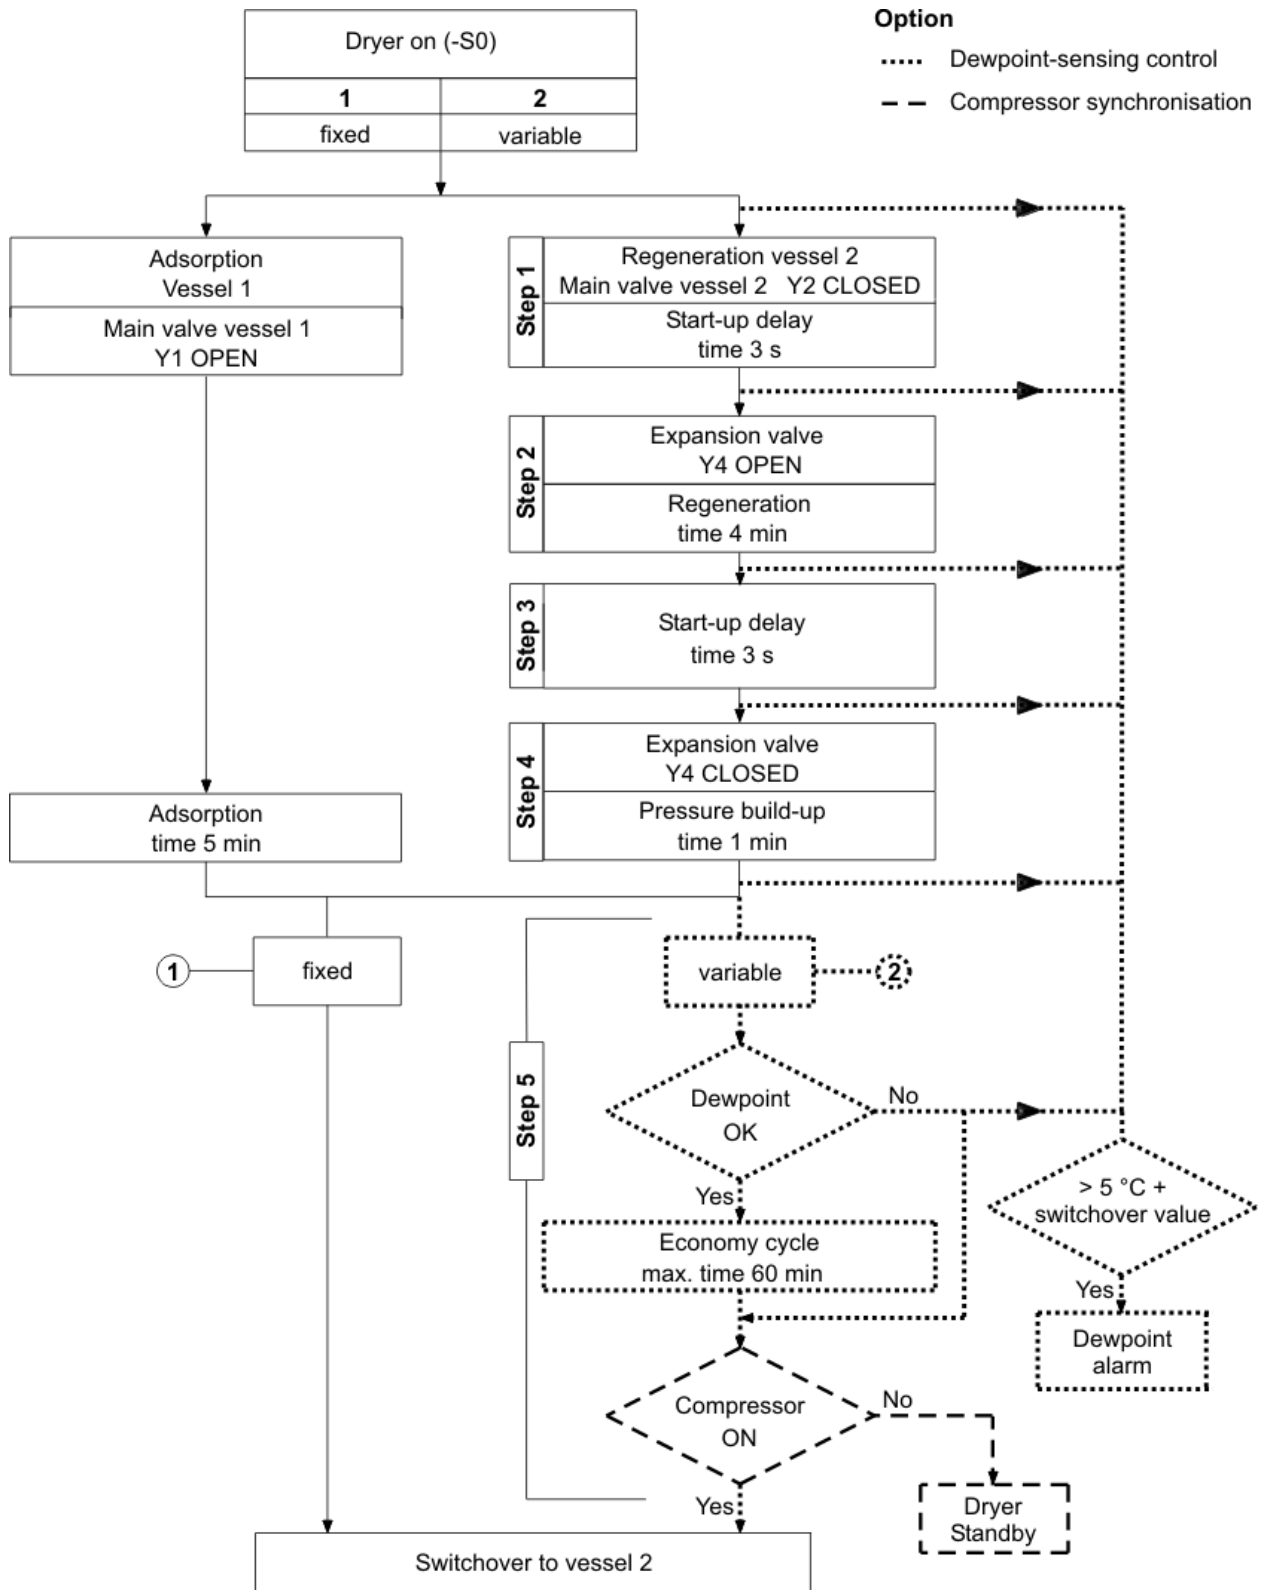 Option
Dewpoint-sensing control
Compressor synchronisation
Dryer on (-S0)
1 2
fixed variable
Adsorption
Vessel 1
Main valve vessel 1
Y1 OPEN
Step 1
Regeneration vessel 2
Main valve vessel 2 Y2 CLOSED
Start-up delay
time 3 s
Step 2
Expansion valve
Y4 OPEN
Regeneration
time 4 min
Step 3
Start-up delay
time 3 s
Step 4
Expansion valve
Y4 CLOSED
Pressure build-up
time 1 min
Adsorption
time 5 min
1 fixed
variable 2
Step 5
Dewpoint
OK
No
Yes
> 5 °C +
switchover value
Yes
Dewpoint
alarm
Economy cycle
max. time 60 min
Compressor
ON
No
Yes
Dryer
Standby
Switchover to vessel 2